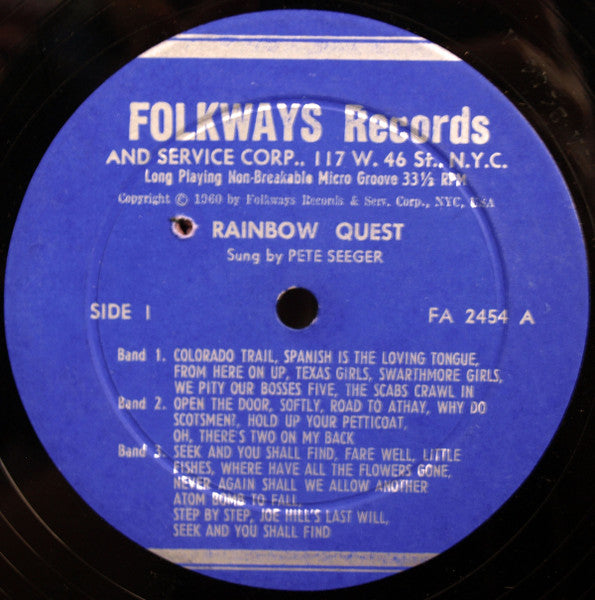 FOLKWAYS Records
AND SERVICE CORP., 117 W. 46 St., N.Y.C.
Long Playing Non-Breakable Micro Groove 33⅓ RPM
Copyright © 1960 by Folkways Records & Serv. Corp., NYC, USA
RAINBOW QUEST
Sung by PETE SEEGER
SIDE I
FA 2454 A
Band 1. COLORADO TRAIL, SPANISH IS THE LOVING TONGUE,
FROM HERE ON UP, TEXAS GIRLS, SWARTHMORE GIRLS,
WE PITY OUR BOSSES FIVE, THE SCABS CRAWL IN
Band 2. OPEN THE DOOR, SOFTLY, ROAD TO ATHAY, WHY DO
SCOTSMEN?, HOLD UP YOUR PETTICOAT,
OH, THERE'S TWO ON MY BACK
Band 3. SEEK AND YOU SHALL FIND, FARE WELL, LITTLE
FISHES, WHERE HAVE ALL THE FLOWERS GONE,
NEVER AGAIN SHALL WE ALLOW ANOTHER
ATOM BOMB TO FALL,
STEP BY STEP, JOE HILL'S LAST WILL,
SEEK AND YOU SHALL FIND